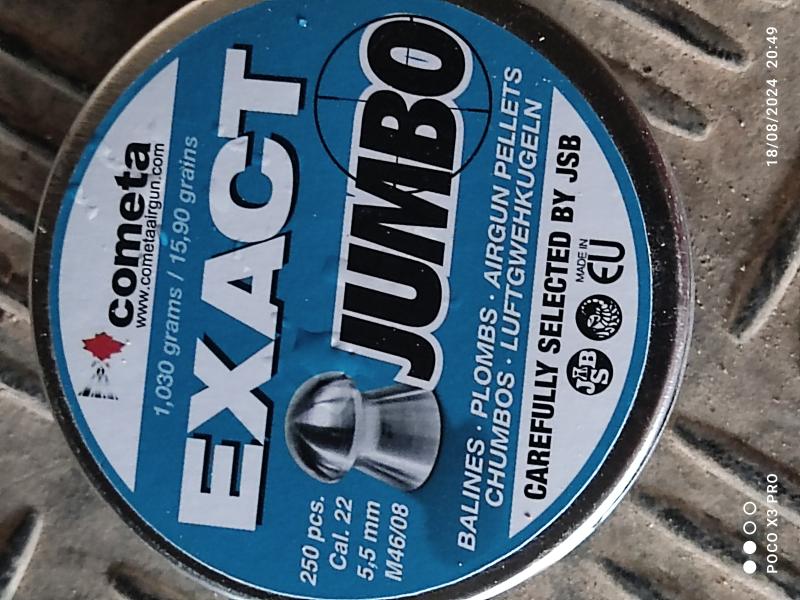 cometa
www.cometaairgun.com
1,030 grams / 15,90 grains
EXACT
JUMBO
250 pcs.
Cal. 22
5,5 mm
M46/08
BALINES · PLOMBS · AIRGUN PELLETS
CHUMBOS · LUFTGWEHKUGELN
CAREFULLY SELECTED BY JSB
JSB
MADE IN
EU
POCO X3 PRO
18/08/2024 20:49